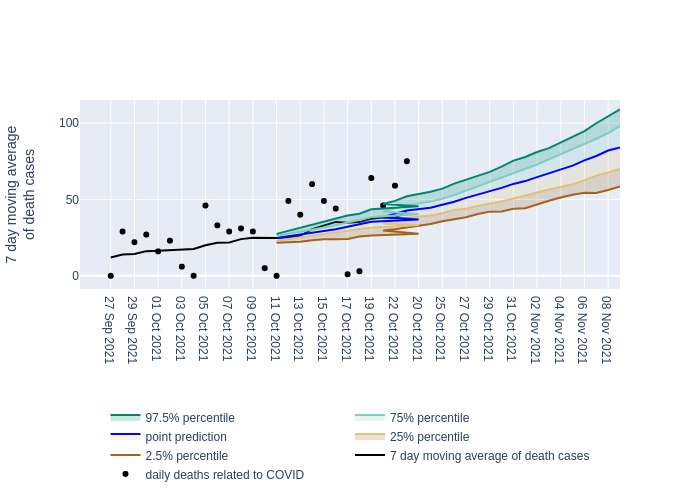 7 day moving average
of death cases
100
50
0
27 Sep 2021
29 Sep 2021
01 Oct 2021
03 Oct 2021
05 Oct 2021
07 Oct 2021
09 Oct 2021
11 Oct 2021
13 Oct 2021
15 Oct 2021
17 Oct 2021
19 Oct 2021
22 Oct 2021
20 Oct 2021
25 Oct 2021
27 Oct 2021
29 Oct 2021
31 Oct 2021
02 Nov 2021
04 Nov 2021
06 Nov 2021
08 Nov 2021
97.5% percentile
75% percentile
point prediction
25% percentile
2.5% percentile
7 day moving average of death cases
daily deaths related to COVID